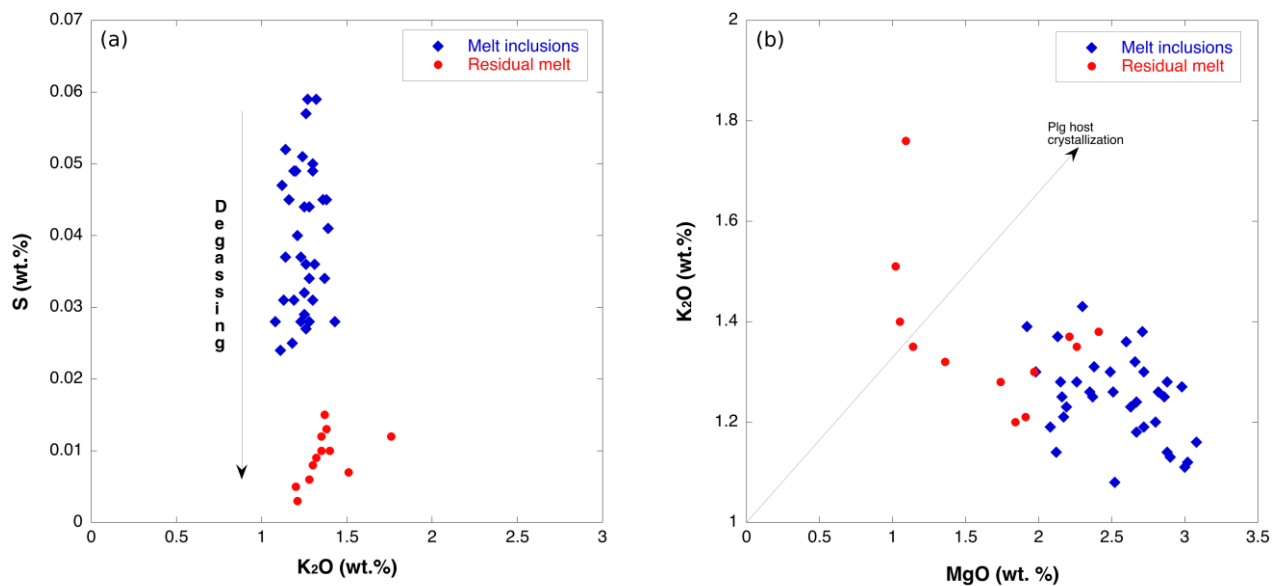 (a)
Melt inclusions
Residual melt
Degassing
S (wt.%)
0.07
0.06
0.05
0.04
0.03
0.02
0.01
0
0
0.5
1
1.5
2
2.5
3
K₂O (wt.%)
(b)
Melt inclusions
Residual melt
Plg host
crystallization
K₂O (wt.%)
2
1.8
1.6
1.4
1.2
1
0
0.5
1
1.5
2
2.5
3
3.5
MgO (wt. %)